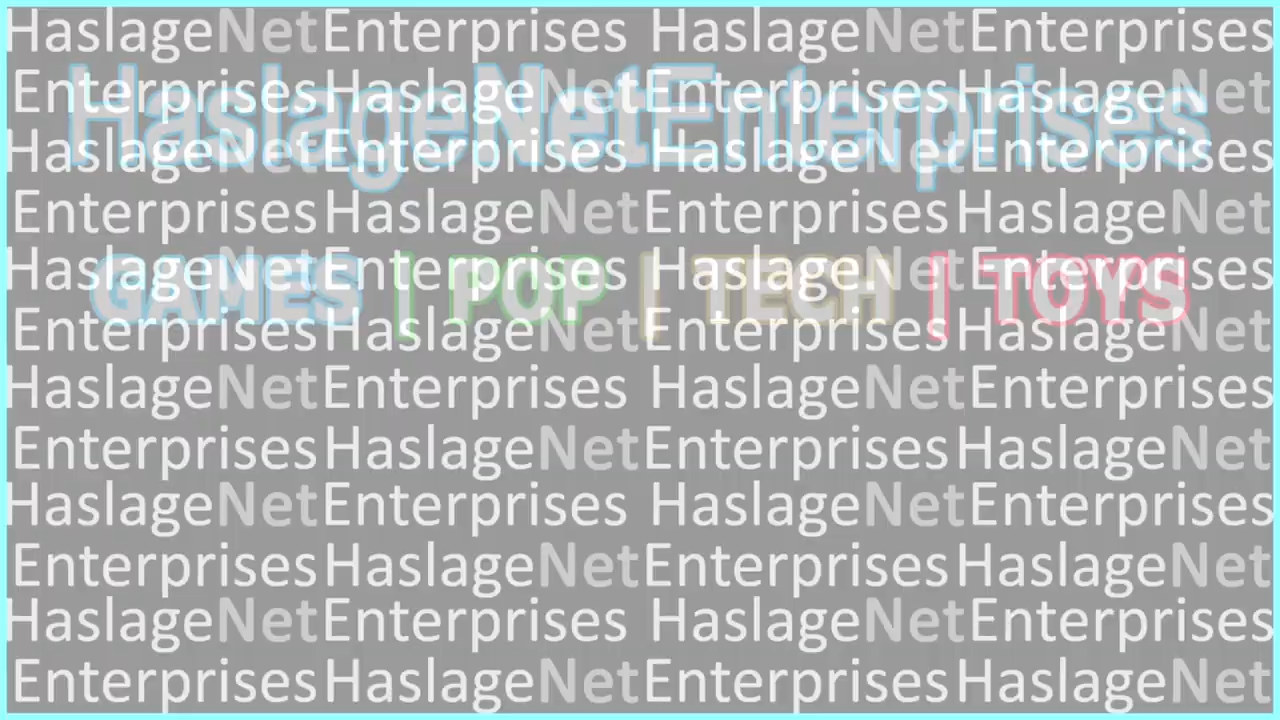 HaslageNetEnterprises HaslageNetEnterprises
EnterprisesHaslageNetEnterprisesHaslageNet
HaslageNetEnterprises
HaslageNetEnterprises HaslageNetEnterprises
EnterprisesHaslageNetEnterprisesHaslageNet
HaslageNetEnterprises HaslageNetEnterprises
GAMES | POP | TECH | TOYS
EnterprisesHaslageNetEnterprisesHaslageNet
HaslageNetEnterprises HaslageNetEnterprises
EnterprisesHaslageNetEnterprisesHaslageNet
HaslageNetEnterprises HaslageNetEnterprises
EnterprisesHaslageNetEnterprisesHaslageNet
HaslageNetEnterprises HaslageNetEnterprises
EnterprisesHaslageNetEnterprisesHaslageNet